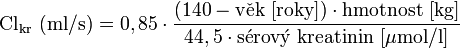 Cl_kr (ml/s) = 0,85 · (140 − věk [roky]) · hmotnost [kg] / 44,5 · sérový kreatinin [μmol/l]